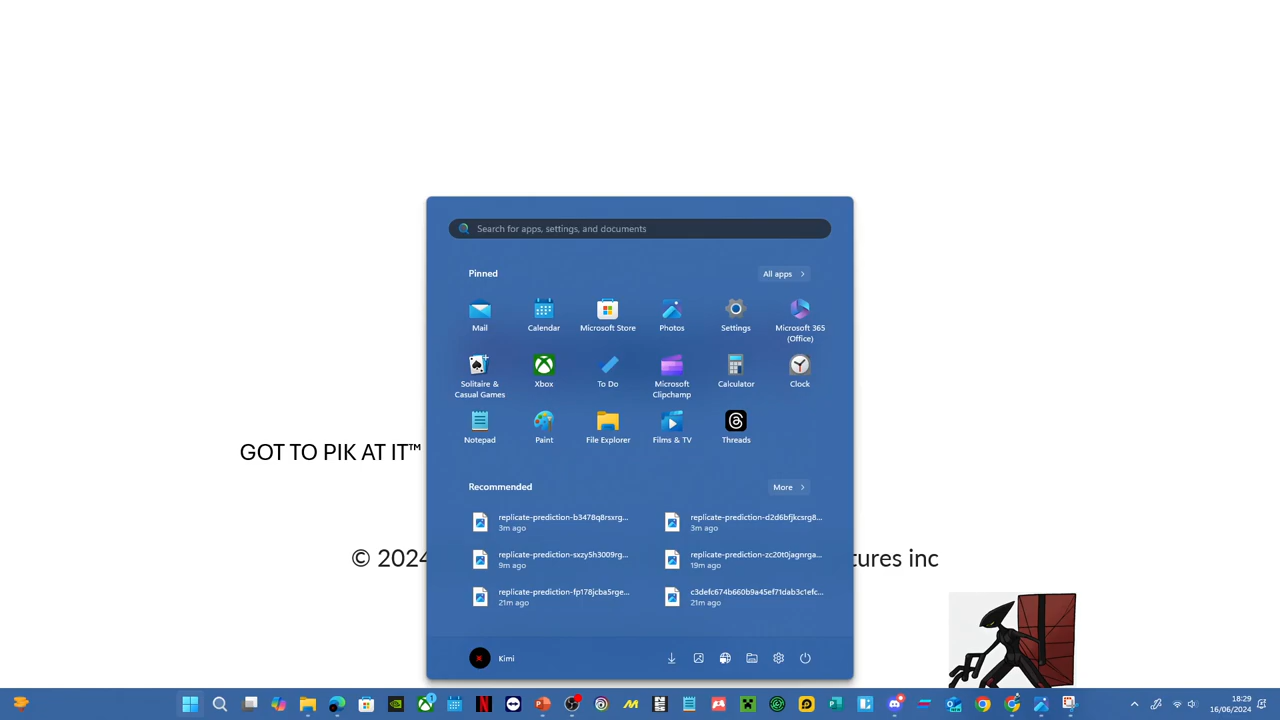 Search for apps, settings, and documents
Pinned
All apps
Mail
Calendar
Microsoft Store
Photos
Settings
Microsoft 365
(Office)
Solitaire &
Casual Games
Xbox
To Do
Microsoft
Clipchamp
Calculator
Clock
Notepad
Paint
File Explorer
Films & TV
Threads
GOT TO PIK AT IT™
Recommended
More
replicate-prediction-b3478q8rsxrg...
3m ago
replicate-prediction-d2d6bfjkcsrg8...
3m ago
replicate-prediction-sxzy5h3009rg...
9m ago
replicate-prediction-zc20t0jagnrga...
19m ago
© 2024
tures inc
replicate-prediction-fp178jcba5rge...
21m ago
c3defc674b660b9a45ef71dab3c1efc...
21m ago
Kimi
18:29
16/06/2024